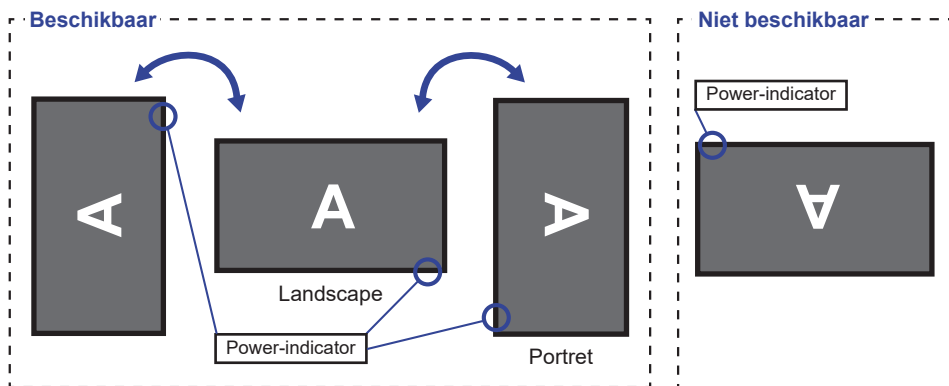 Beschikbaar
A
A
A
Landscape
Power-indicator
Portret
Niet beschikbaar
Power-indicator
A